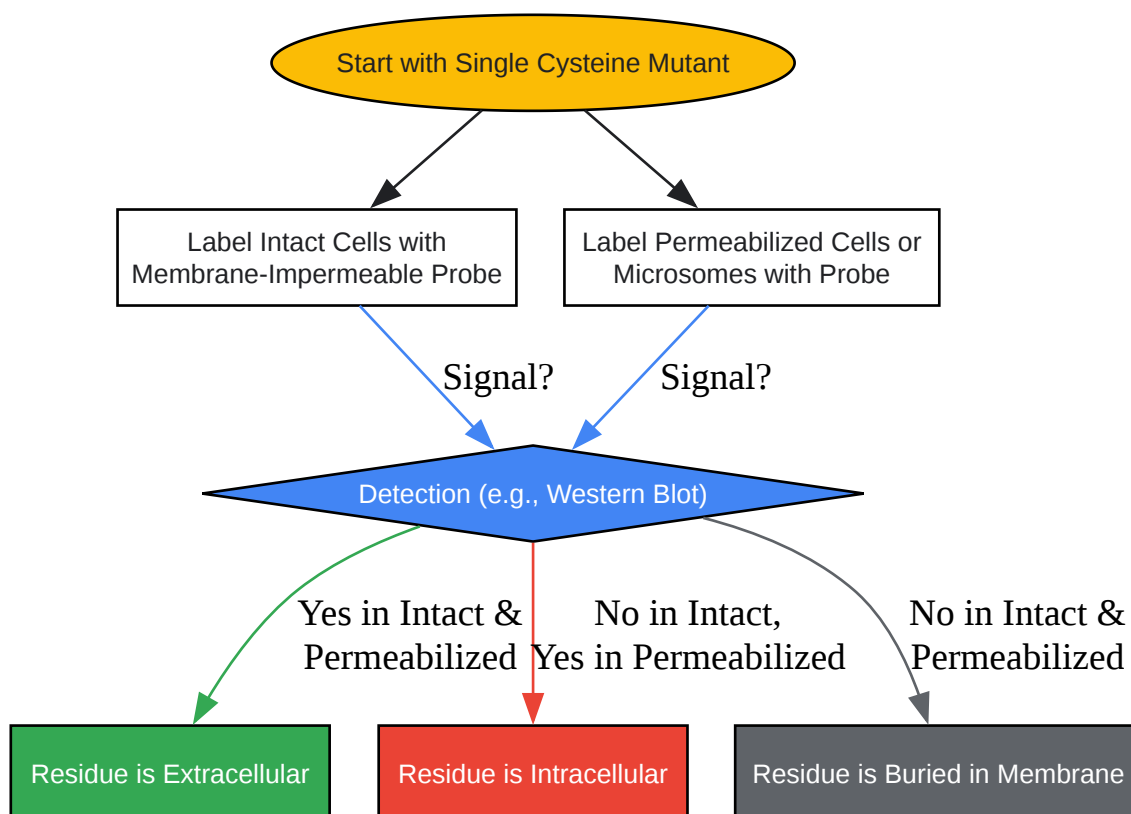 Start with Single Cysteine Mutant
Label Intact Cells with
Membrane-Impermeable Probe
Label Permeabilized Cells or
Microsomes with Probe
Signal?
Signal?
Detection (e.g., Western Blot)
Yes in Intact &
Permeabilized
No in Intact,
Yes in Permeabilized
No in Intact &
Permeabilized
Residue is Extracellular
Residue is Intracellular
Residue is Buried in Membrane